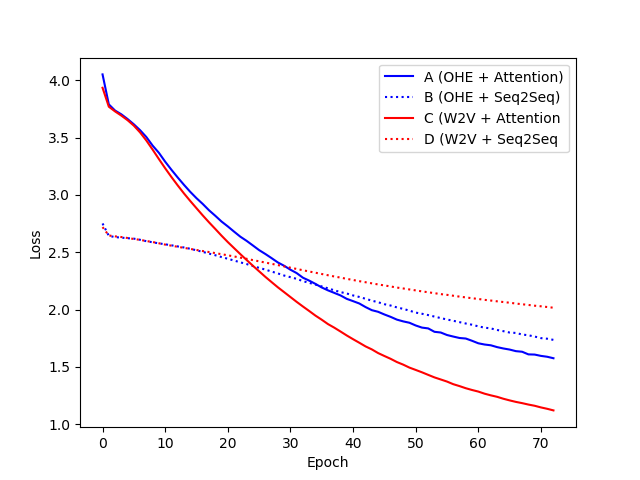 A (OHE + Attention)
B (OHE + Seq2Seq)
C (W2V + Attention
D (W2V + Seq2Seq
4.0
3.5
3.0
2.5
2.0
1.5
1.0
Loss
0 10 20 30 40 50 60 70
Epoch